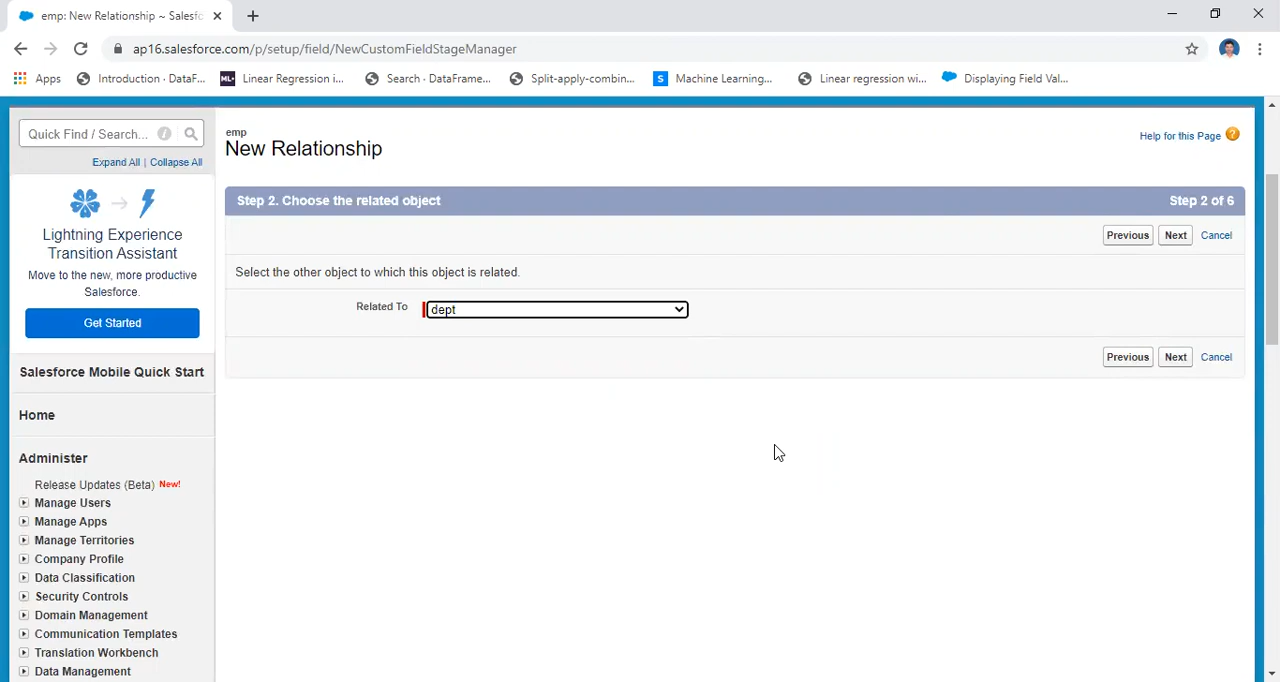 emp: New Relationship ~ Salesfc
ap16.salesforce.com/p/setup/field/NewCustomFieldStageManager
Apps
Introduction · DataF...
ML+
Linear Regression i...
Search · DataFrame...
Split-apply-combin...
S
Machine Learning...
Linear regression wi...
Displaying Field Val...
Quick Find / Search...
Expand All | Collapse All
Lightning Experience
Transition Assistant
Move to the new, more productive
Salesforce.
Get Started
Salesforce Mobile Quick Start
Home
Administer
Release Updates (Beta) New!
Manage Users
Manage Apps
Manage Territories
Company Profile
Data Classification
Security Controls
Domain Management
Communication Templates
Translation Workbench
Data Management
emp
New Relationship
Help for this Page ?
Step 2. Choose the related object
Step 2 of 6
Previous Next Cancel
Select the other object to which this object is related.
Related To dept
Previous Next Cancel